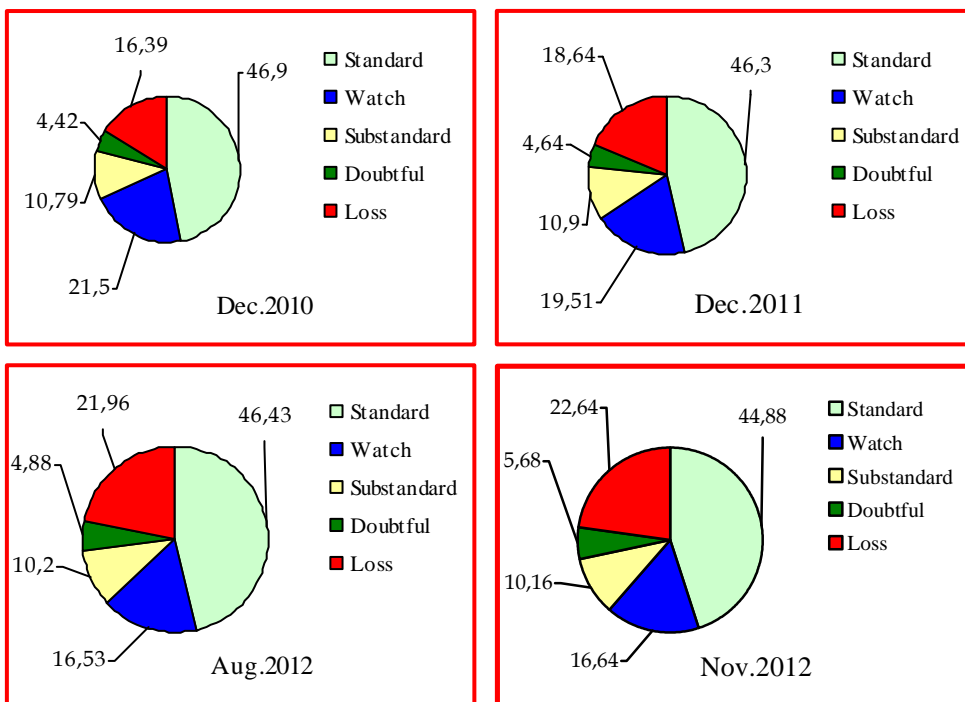 16,39
46,9
4,42
10,79
21,5
Standard
Watch
Substandard
Doubtful
Loss
Dec.2010
18,64
46,3
4,64
10,9
19,51
Standard
Watch
Substandard
Doubtful
Loss
Dec.2011
21,96
46,43
4,88
10,2
16,53
Standard
Watch
Substandard
Doubtful
Loss
Aug.2012
22,64
44,88
5,68
10,16
16,64
Standard
Watch
Substandard
Doubtful
Loss
Nov.2012